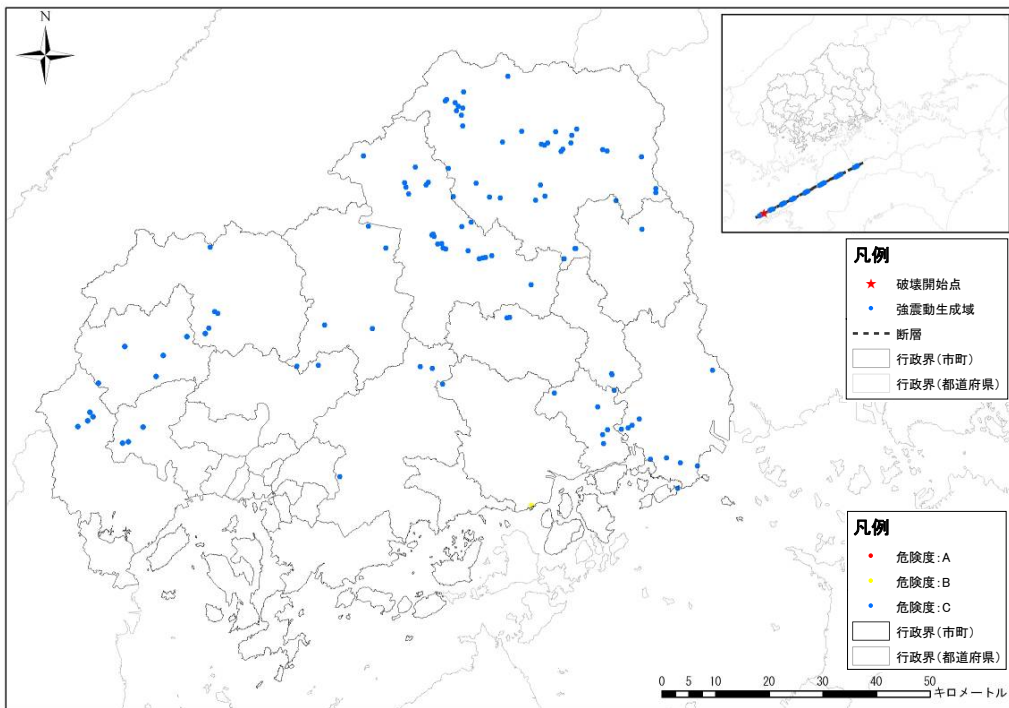 N
凡例
破壊開始点
強震動生成域
断層
行政界(市町)
行政界(都道府県)
凡例
危険度:A
危険度:B
危険度:C
行政界(市町)
行政界(都道府県)
0 5 10 20 30 40 50
キロメートル